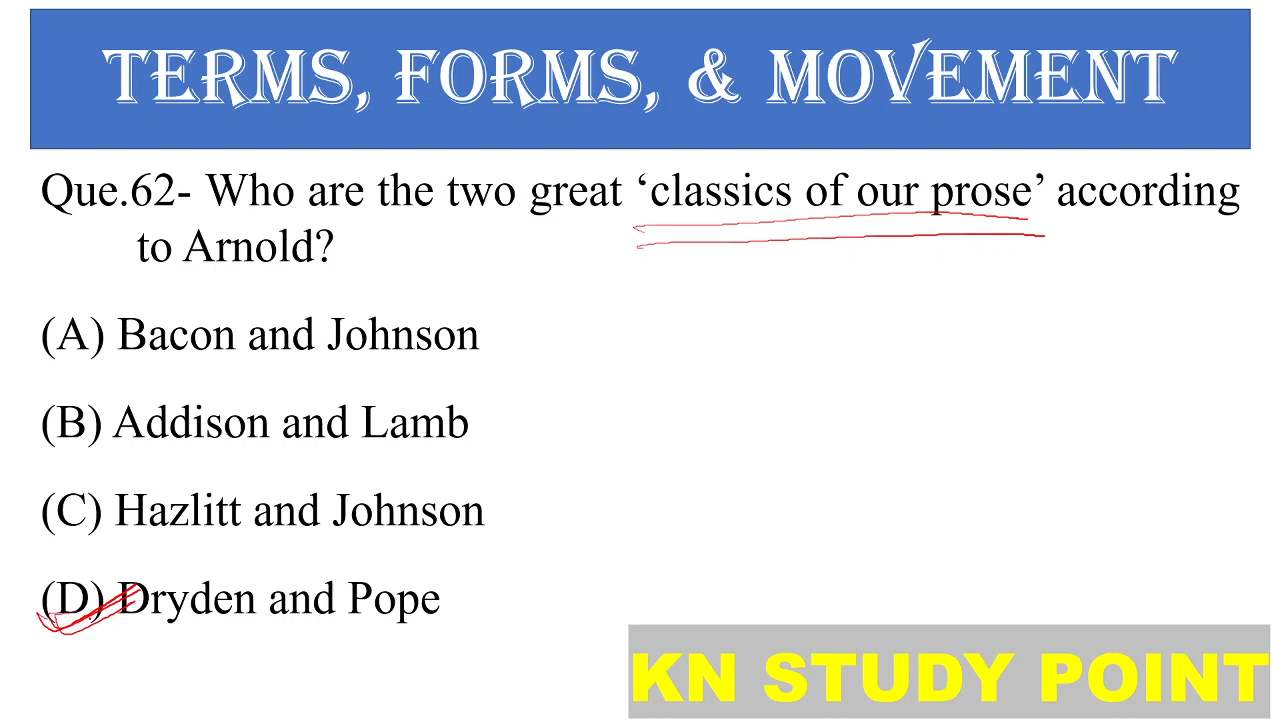 TERMS, FORMS, & MOVEMENT
Que.62- Who are the two great ‘classics of our prose’ according
to Arnold?
(A) Bacon and Johnson
(B) Addison and Lamb
(C) Hazlitt and Johnson
(D) Dryden and Pope
KN STUDY POINT